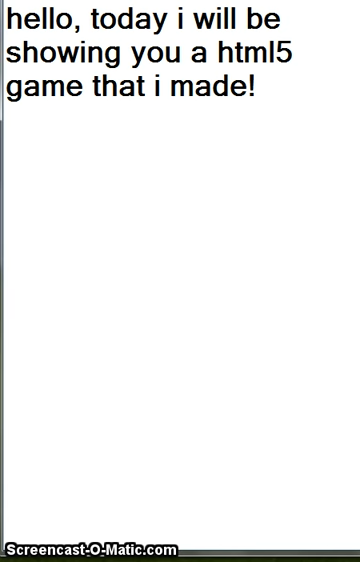 hello, today i will be
showing you a html5
game that i made!
Screencast-O-Matic.com